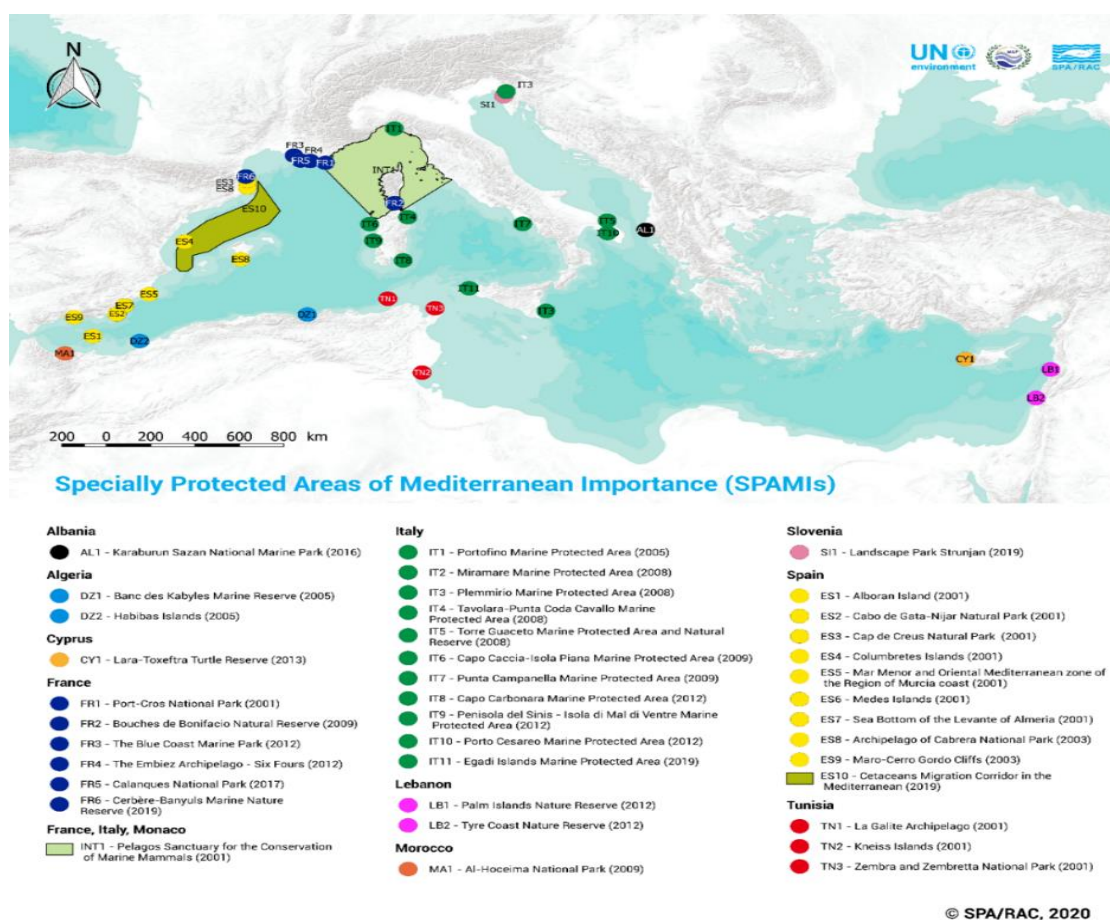 N
UN
environment
MAP
SPA/RAC
IT3
SI1
IT1
FR3
FR4
FR5
FR1
INT1
FR6
ES10
FR2
IT4
IT6
IT7
IT5
IT10
AL1
ES4
IT9
ES8
IT8
IT11
ES5
TN1
ES7
TN3
ES9
ES2
DZ1
IT3
ES1
DZ2
MA1
CY1
LB1
TN2
LB2
200 0 200 400 600 800 km
Specially Protected Areas of Mediterranean Importance (SPAMIs)
Albania
AL1 - Karaburun Sazan National Marine Park (2016)
Algeria
DZ1 - Banc des Kabyles Marine Reserve (2005)
DZ2 - Habibas Islands (2005)
Cyprus
CY1 - Lara-Toxeftra Turtle Reserve (2013)
France
FR1 - Port-Cros National Park (2001)
FR2 - Bouches de Bonifacio Natural Reserve (2009)
FR3 - The Blue Coast Marine Park (2012)
FR4 - The Embiez Archipelago - Six Fours (2012)
FR5 - Calanques National Park (2017)
FR6 - Cerbère-Banyuls Marine Nature
Reserve (2019)
France, Italy, Monaco
INT1 - Pelagos Sanctuary for the Conservation
of Marine Mammals (2001)
Italy
IT1 - Portofino Marine Protected Area (2005)
IT2 - Miramare Marine Protected Area (2008)
IT3 - Plemmirio Marine Protected Area (2008)
IT4 - Tavolara-Punta Coda Cavallo Marine
Protected Area (2008)
IT5 - Torre Guaceto Marine Protected Area and Natural
Reserve (2008)
IT6 - Capo Caccia-Isola Piana Marine Protected Area (2009)
IT7 - Punta Campanella Marine Protected Area (2009)
IT8 - Capo Carbonara Marine Protected Area (2012)
IT9 - Penisola del Sinis - Isola di Mal di Ventre Marine
Protected Area (2012)
IT10 - Porto Cesareo Marine Protected Area (2012)
IT11 - Egadi Islands Marine Protected Area (2019)
Lebanon
LB1 - Palm Islands Nature Reserve (2012)
LB2 - Tyre Coast Nature Reserve (2012)
Morocco
MA1 - Al-Hoceima National Park (2009)
Slovenia
SI1 - Landscape Park Strunjan (2019)
Spain
ES1 - Alboran Island (2001)
ES2 - Cabo de Gata-Nijar Natural Park (2001)
ES3 - Cap de Creus Natural Park (2001)
ES4 - Columbretes Islands (2001)
ES5 - Mar Menor and Oriental Mediterranean zone of
the Region of Murcia coast (2001)
ES6 - Medes Islands (2001)
ES7 - Sea Bottom of the Levante of Almeria (2001)
ES8 - Archipelago of Cabrera National Park (2003)
ES9 - Maro-Cerro Gordo Cliffs (2003)
ES10 - Cetaceans Migration Corridor in the
Mediterranean (2019)
Tunisia
TN1 - La Galite Archipelago (2001)
TN2 - Kneiss Islands (2001)
TN3 - Zembra and Zembretta National Park (2001)
© SPA/RAC, 2020